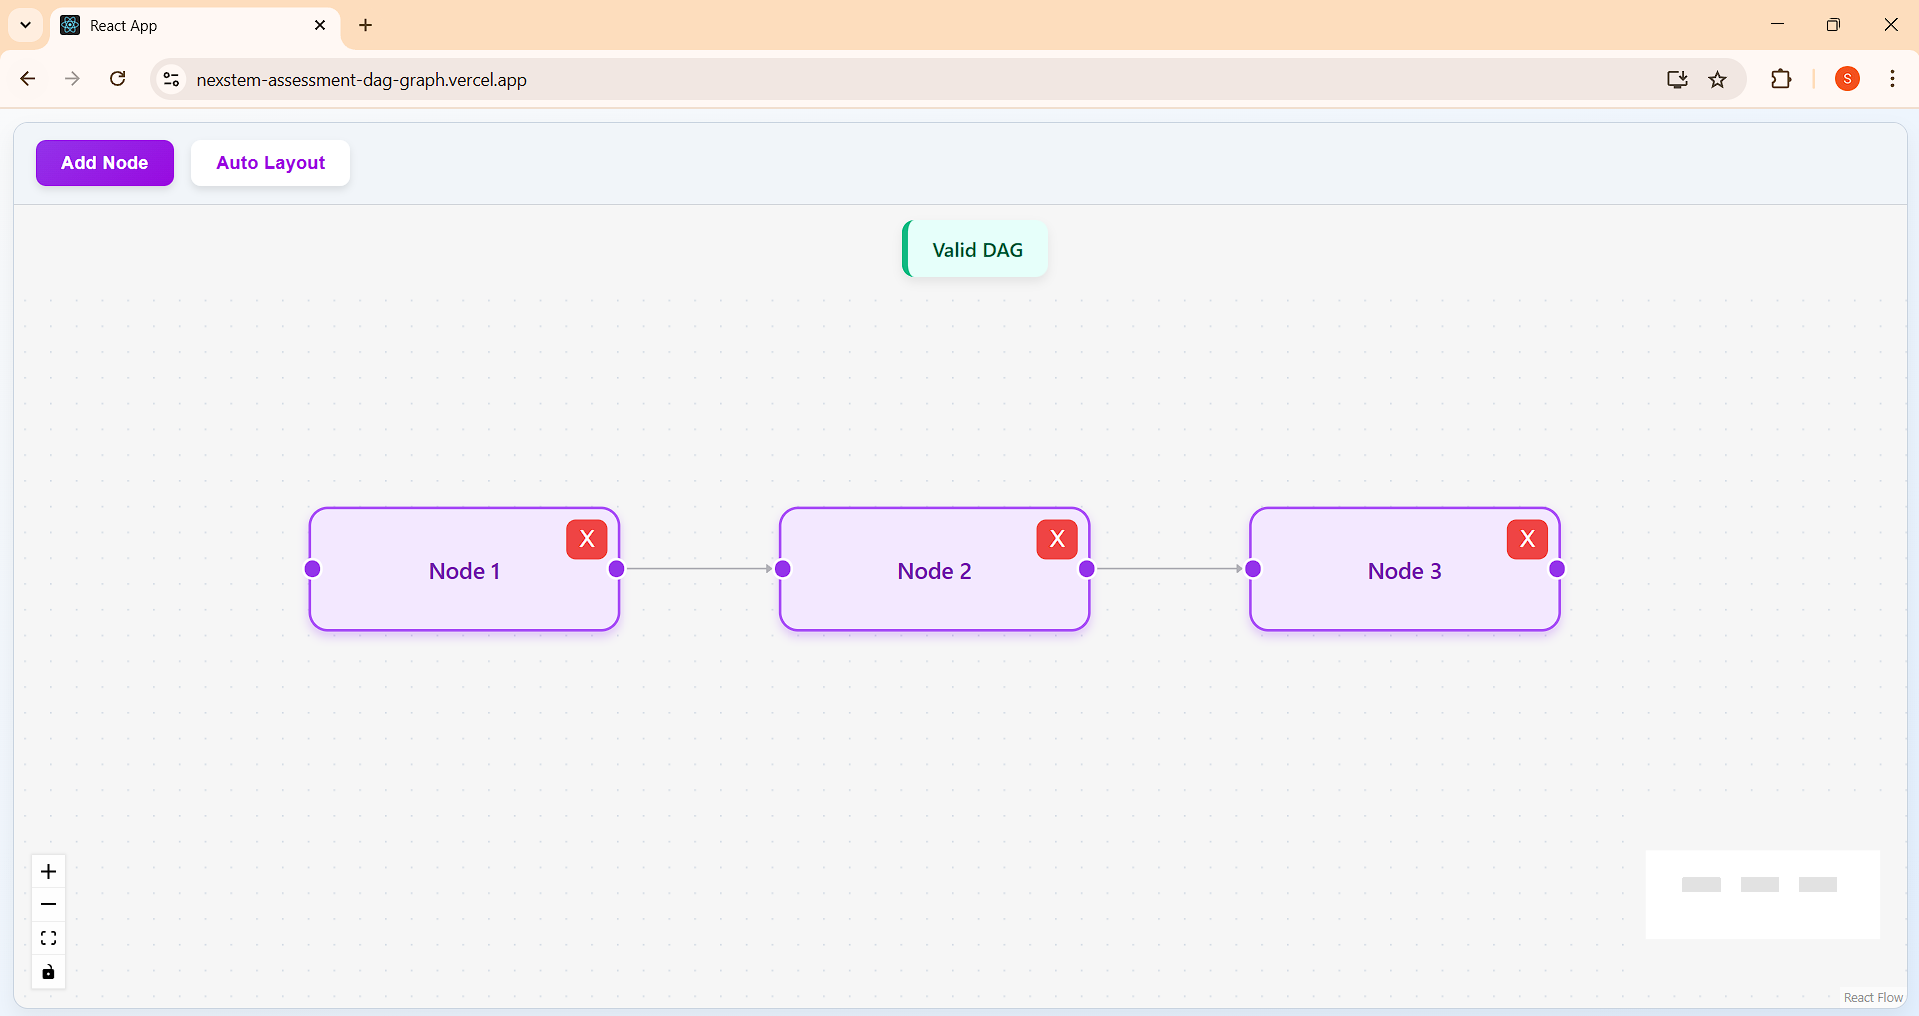 React App
nexstem-assessment-dag-graph.vercel.app
S
Add Node
Auto Layout
Valid DAG
X
X
X
Node 1
Node 2
Node 3
React Flow